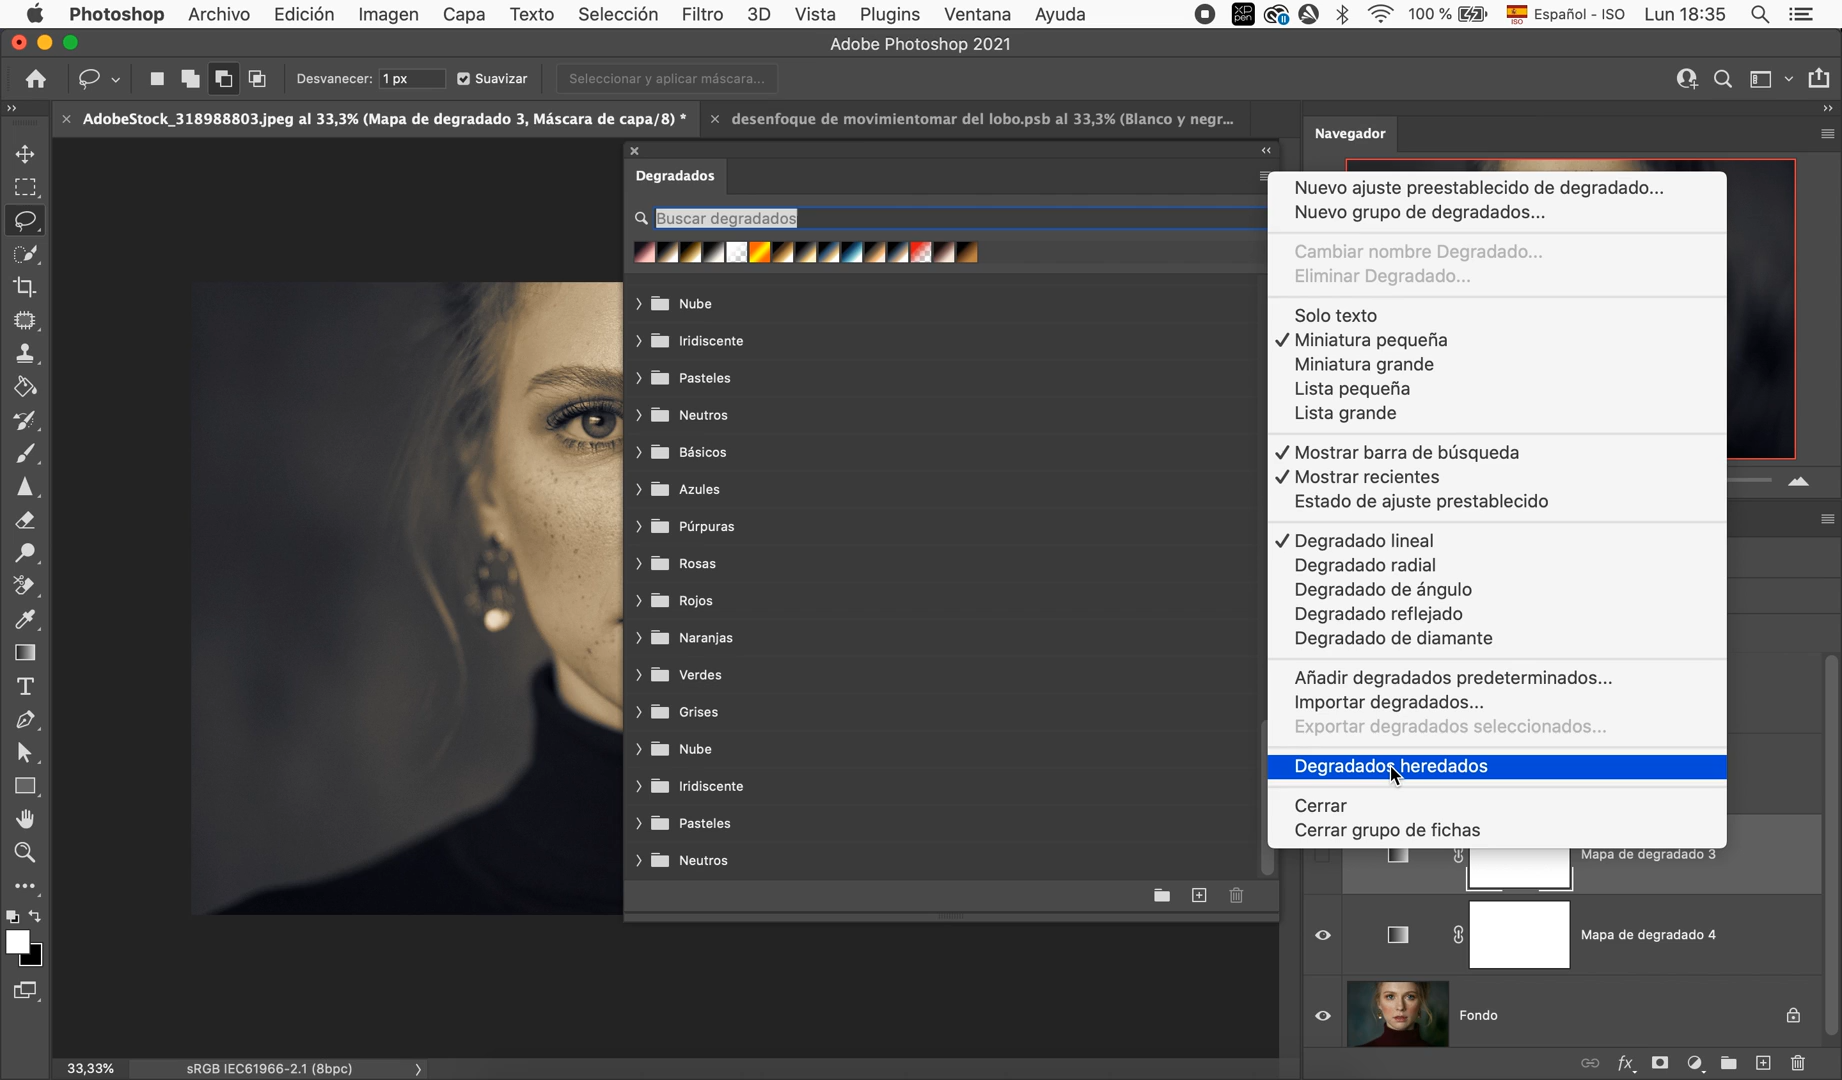 Photoshop Archivo Edición Imagen Capa Texto Selección Filtro 3D Vista Plugins Ventana Ayuda XP pen 100 % ISO Español - ISO Lun 18:35
Adobe Photoshop 2021
Desvanecer: 1 px Suavizar Seleccionar y aplicar máscara...
AdobeStock_318988803.jpeg al 33,3% (Mapa de degradado 3, Máscara de capa/8) * desenfoque de movimientomar del lobo.psb al 33,3% (Blanco y negr...
Navegador
Degradados
Buscar degradados
Nube
Iridiscente
Pasteles
Neutros
Básicos
Azules
Púrpuras
Rosas
Rojos
Naranjas
Verdes
Grises
Nube
Iridiscente
Pasteles
Neutros
Nuevo ajuste preestablecido de degradado...
Nuevo grupo de degradados...
Cambiar nombre Degradado...
Eliminar Degradado...
Solo texto
Miniatura pequeña
Miniatura grande
Lista pequeña
Lista grande
Mostrar barra de búsqueda
Mostrar recientes
Estado de ajuste prestablecido
Degradado lineal
Degradado radial
Degradado de ángulo
Degradado reflejado
Degradado de diamante
Añadir degradados predeterminados...
Importar degradados...
Exportar degradados seleccionados...
Degradados heredados
Cerrar
Cerrar grupo de fichas
Mapa de degradado 3
Mapa de degradado 4
Fondo
33,33% sRGB IEC61966-2.1 (8bpc)
fx